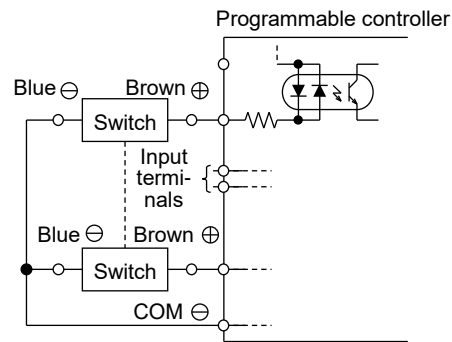 Programmable controller
Blue ⊖
Brown ⊕
Switch
Input
termi-
nals
Blue ⊖
Brown ⊕
Switch
COM ⊖